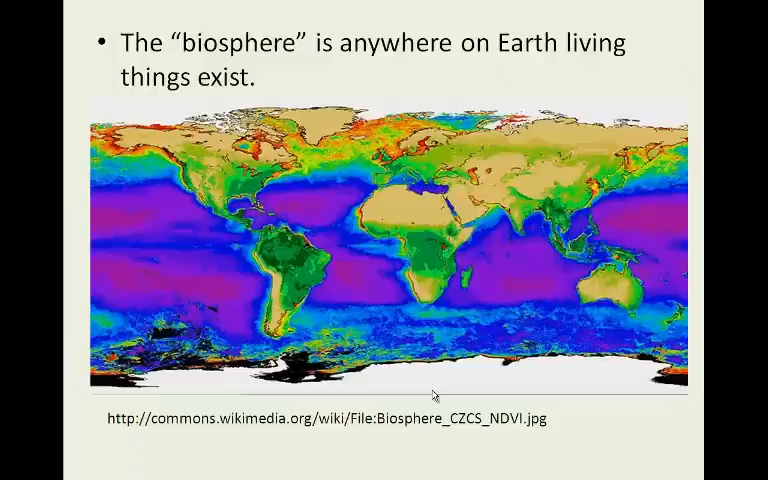 • The “biosphere” is anywhere on Earth living
things exist.
http://commons.wikimedia.org/wiki/File:Biosphere_CZCS_NDVI.jpg